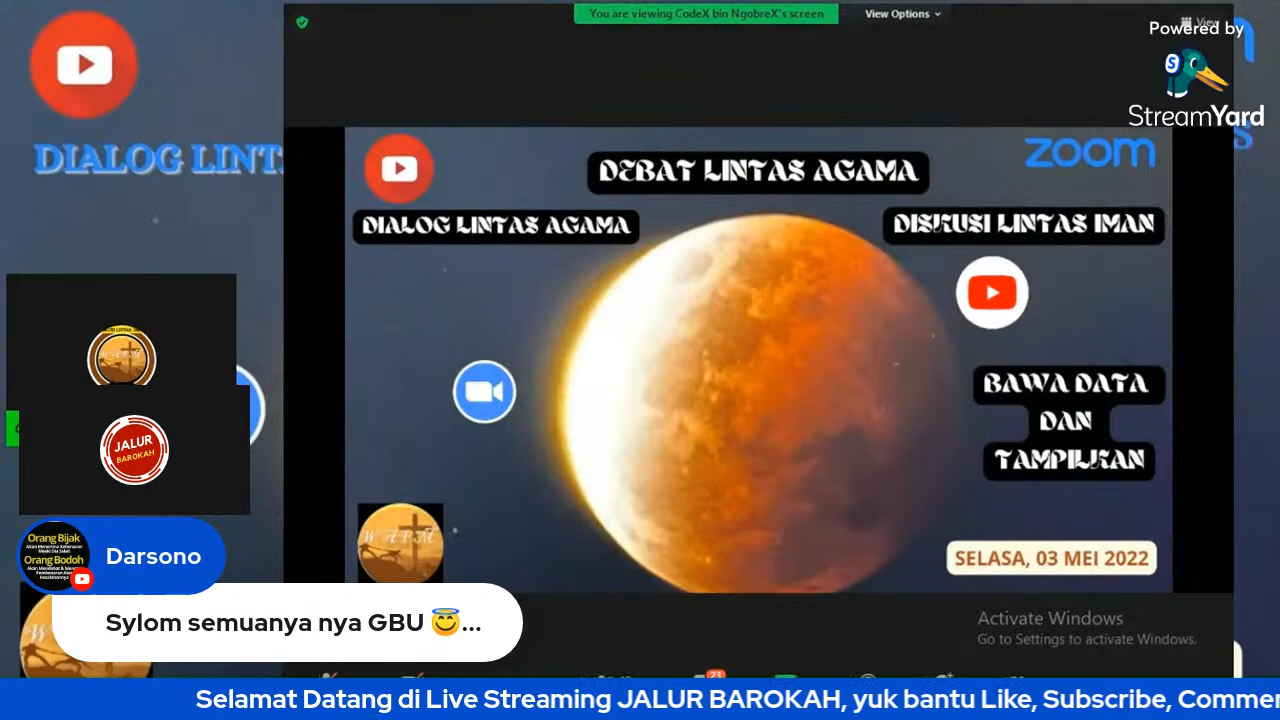 You are viewing CodeX bin NgobreX's screen
View Options
View
Powered by
StreamYard
DIALOG LINT
zoom
DEBAT LINTAS AGAMA
DIALOG LINTAS AGAMA
DISKUSI LINTAS IMAN
BAWA DATA
DAN
TAMPILKAN
JALUR
BAROKAH
W A F M
SELASA, 03 MEI 2022
Orang Bijak
Orang Bodoh
Darsono
Sylom semuanya nya GBU 😇...
Activate Windows
Go to Settings to activate Windows.
23
Selamat Datang di Live Streaming JALUR BAROKAH, yuk bantu Like, Subscribe, Commen